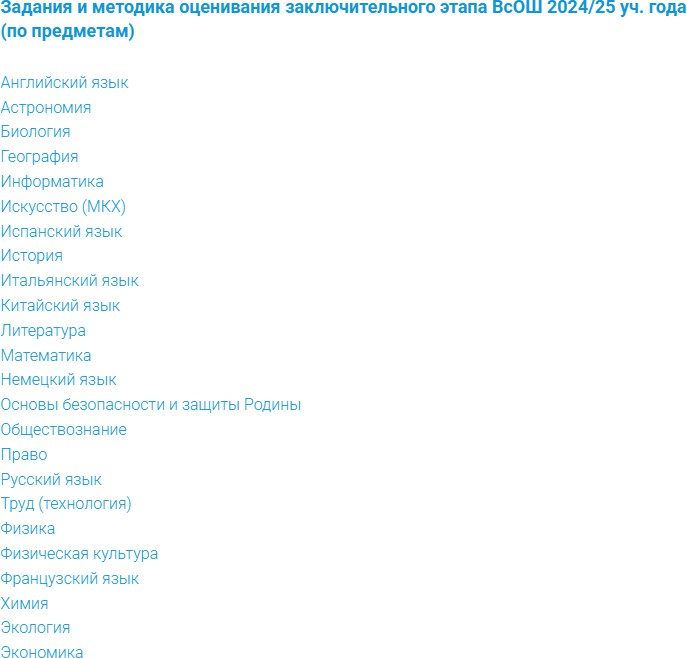 Задания и методика оценивания заключительного этапа ВсОШ 2024/25 уч. года
(по предметам)
Английский язык
Астрономия
Биология
География
Информатика
Искусство (МКХ)
Испанский язык
История
Итальянский язык
Китайский язык
Литература
Математика
Немецкий язык
Основы безопасности и защиты Родины
Обществознание
Право
Русский язык
Труд (технология)
Физика
Физическая культура
Французский язык
Химия
Экология
Экономика